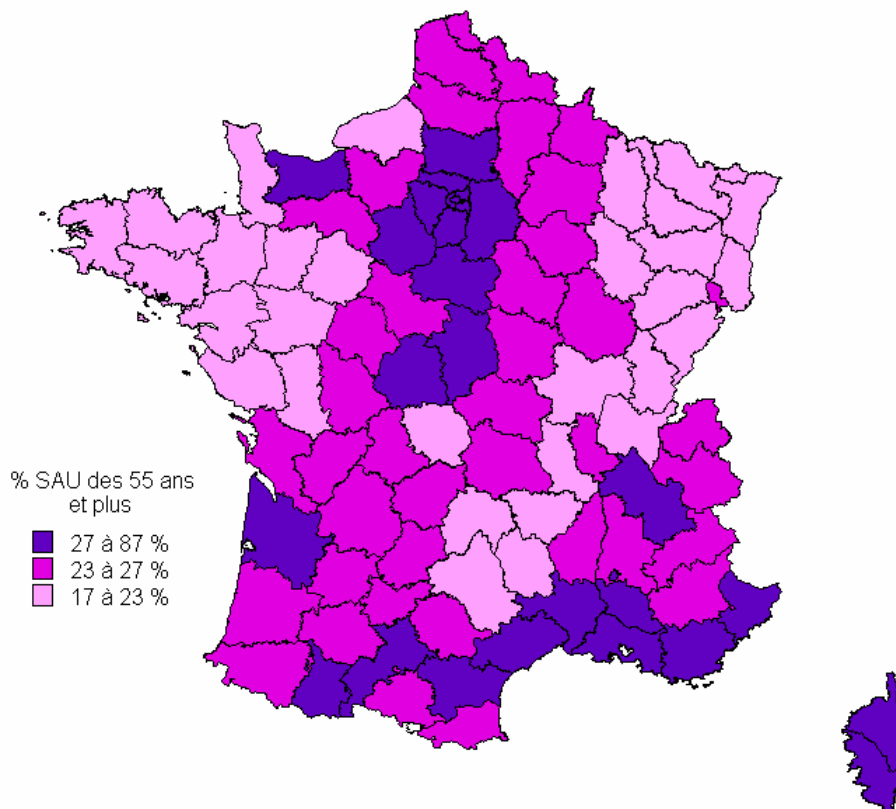 % SAU des 55 ans
et plus
27 à 87 %
23 à 27 %
17 à 23 %